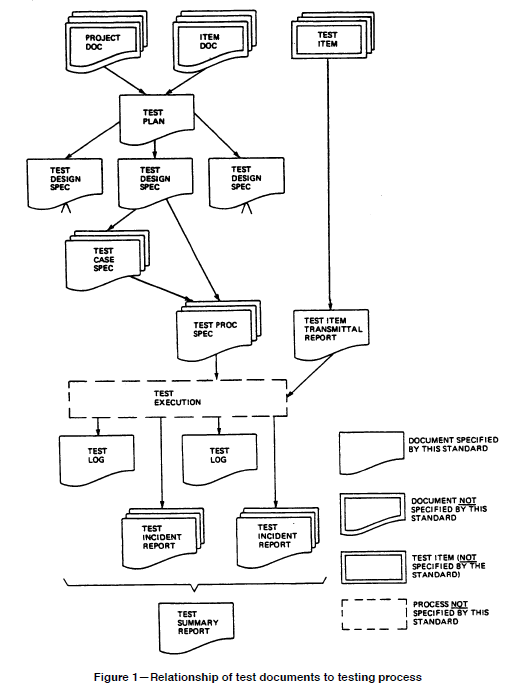 PROJECT
DOC
ITEM
DOC
TEST
ITEM
TEST
PLAN
TEST
DESIGN
SPEC
TEST
DESIGN
SPEC
TEST
DESIGN
SPEC
TEST
CASE
SPEC
TEST PROC
SPEC
TEST ITEM
TRANSMITTAL
REPORT
TEST
EXECUTION
TEST
LOG
TEST
LOG
TEST
INCIDENT
REPORT
TEST
INCIDENT
REPORT
TEST
SUMMARY
REPORT
DOCUMENT SPECIFIED
BY THIS STANDARD
DOCUMENT NOT
SPECIFIED BY THIS
STANDARD
TEST ITEM (NOT
SPECIFIED BY THE
STANDARD)
PROCESS NOT
SPECIFIED BY THIS
STANDARD
Figure 1—Relationship of test documents to testing process